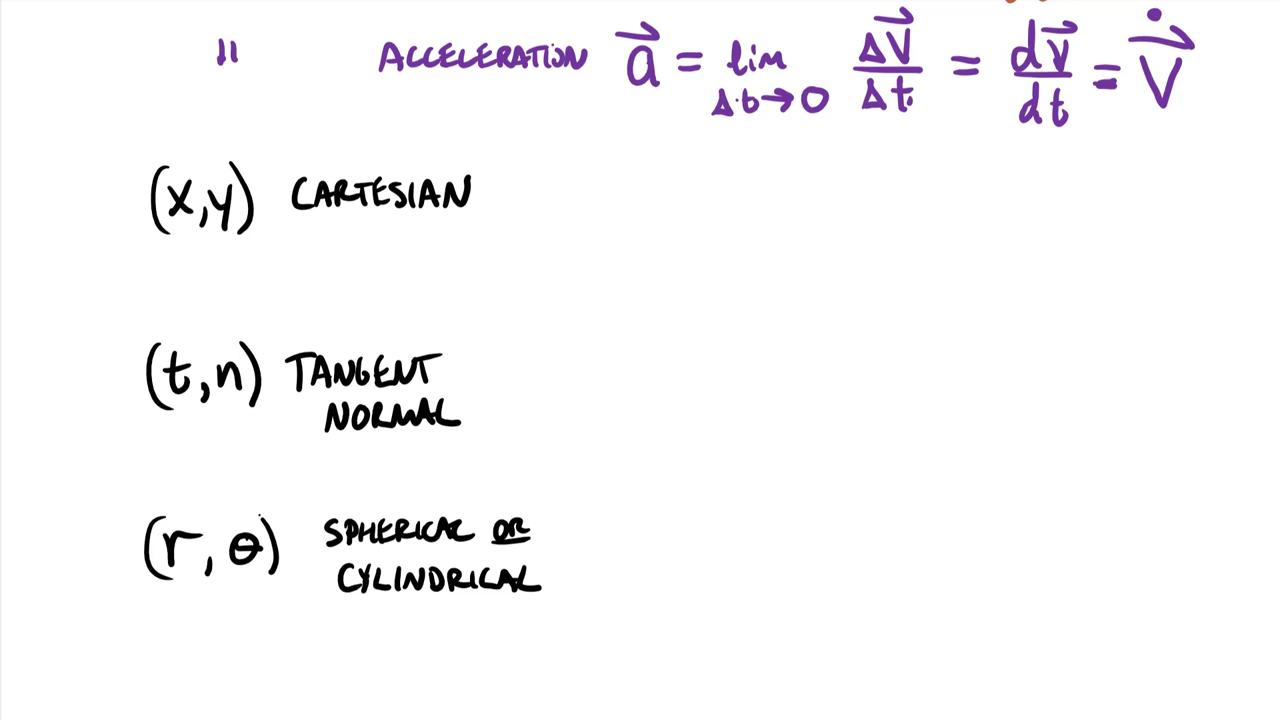 " ACCELERATION a⃗ = lim Δt→0 ΔV⃗/Δt = dV⃗/dt = V⃗̇
(x,y) CARTESIAN
(t,n) TANGENT
NORMAL
(r, θ) SPHERICAL OR
CYLINDRICAL